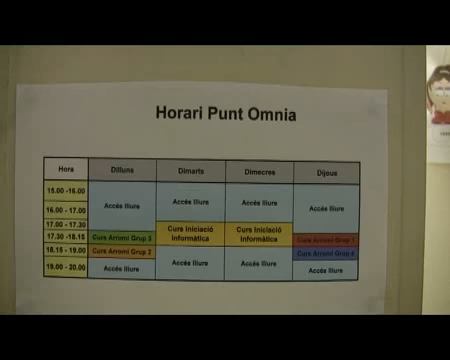 Horari Punt Omnia
Hora Dilluns Dimarts Dimecres Dijous
15.00 -16.00
16.00 - 17.00
Accés lliure Accés lliure Accés lliure Accés lliure
17.00 - 17.30
17.30 -18.15
Curs Arromi Grup 3
Curs Iniciació
informàtica
Curs Iniciació
informàtica
Curs Arromi Grup 1
18.15 - 19.00
Curs Arromi Grup 2
Curs Arromi Grup
19.00 - 20.00
Accés lliure Accés lliure Accés lliure Accés lliure